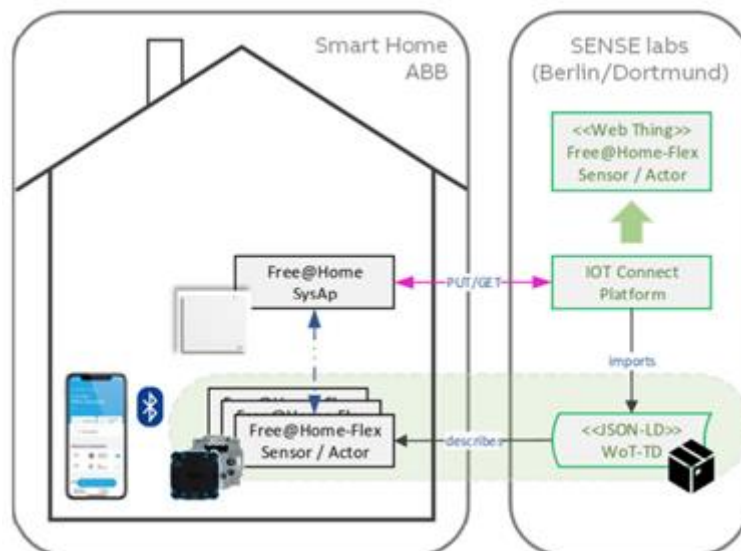 Smart Home
ABB
SENSE labs
(Berlin/Dortmund)
<<Web Thing>>
Free@Home-Flex
Sensor / Actor
Free@Home
SysAp
PUT/GET
IOT Connect
Platform
imports
Free@Home-Flex
Sensor / Actor
describes
<<JSON-LD>>
WoT-TD